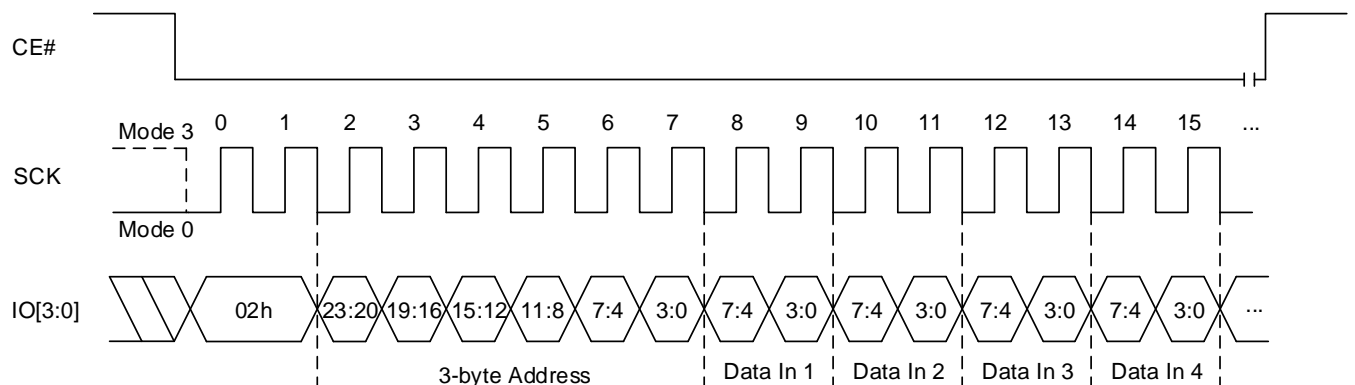 CE#
Mode 3 0 1 2 3 4 5 6 7 8 9 10 11 12 13 14 15 ...
SCK
Mode 0
IO[3:0] 02h 23:20 19:16 15:12 11:8 7:4 3:0 7:4 3:0 7:4 3:0 7:4 3:0 7:4 3:0 ...
3-byte Address Data In 1 Data In 2 Data In 3 Data In 4